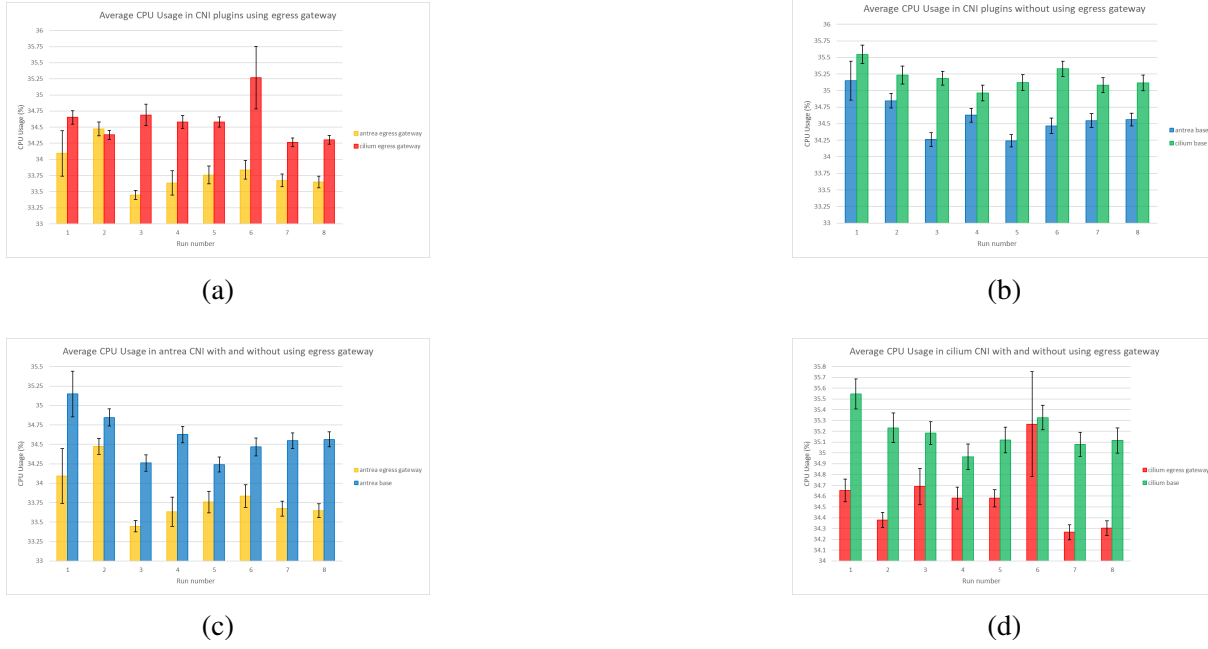 Average CPU Usage in CNI plugins using egress gateway
36
35.75
35.5
35.25
35
34.75
34.5
34.25
34
33.75
33.5
33.25
33
CPU Usage (%)
1 2 3 4 5 6 7 8
Run number
antrea egress gateway
cilium egress gateway
(a)
Average CPU Usage in CNI plugins without using egress gateway
36
35.75
35.5
35.25
35
34.75
34.5
34.25
34
33.75
33.5
33.25
33
CPU Usage (%)
1 2 3 4 5 6 7 8
Run number
antrea base
cilium base
(b)
Average CPU Usage in antrea CNI with and without using egress gateway
35.5
35.25
35
34.75
34.5
34.25
34
33.75
33.5
33.25
33
CPU Usage (%)
1 2 3 4 5 6 7 8
Run number
antrea egress gateway
antrea base
(c)
Average CPU Usage in cilium CNI with and without using egress gateway
35.8
35.7
35.6
35.5
35.4
35.3
35.2
35.1
35
34.9
34.8
34.7
34.6
34.5
34.4
34.3
34.2
34.1
34
CPU Usage (%)
1 2 3 4 5 6 7 8
Run number
cilium egress gateway
cilium base
(d)